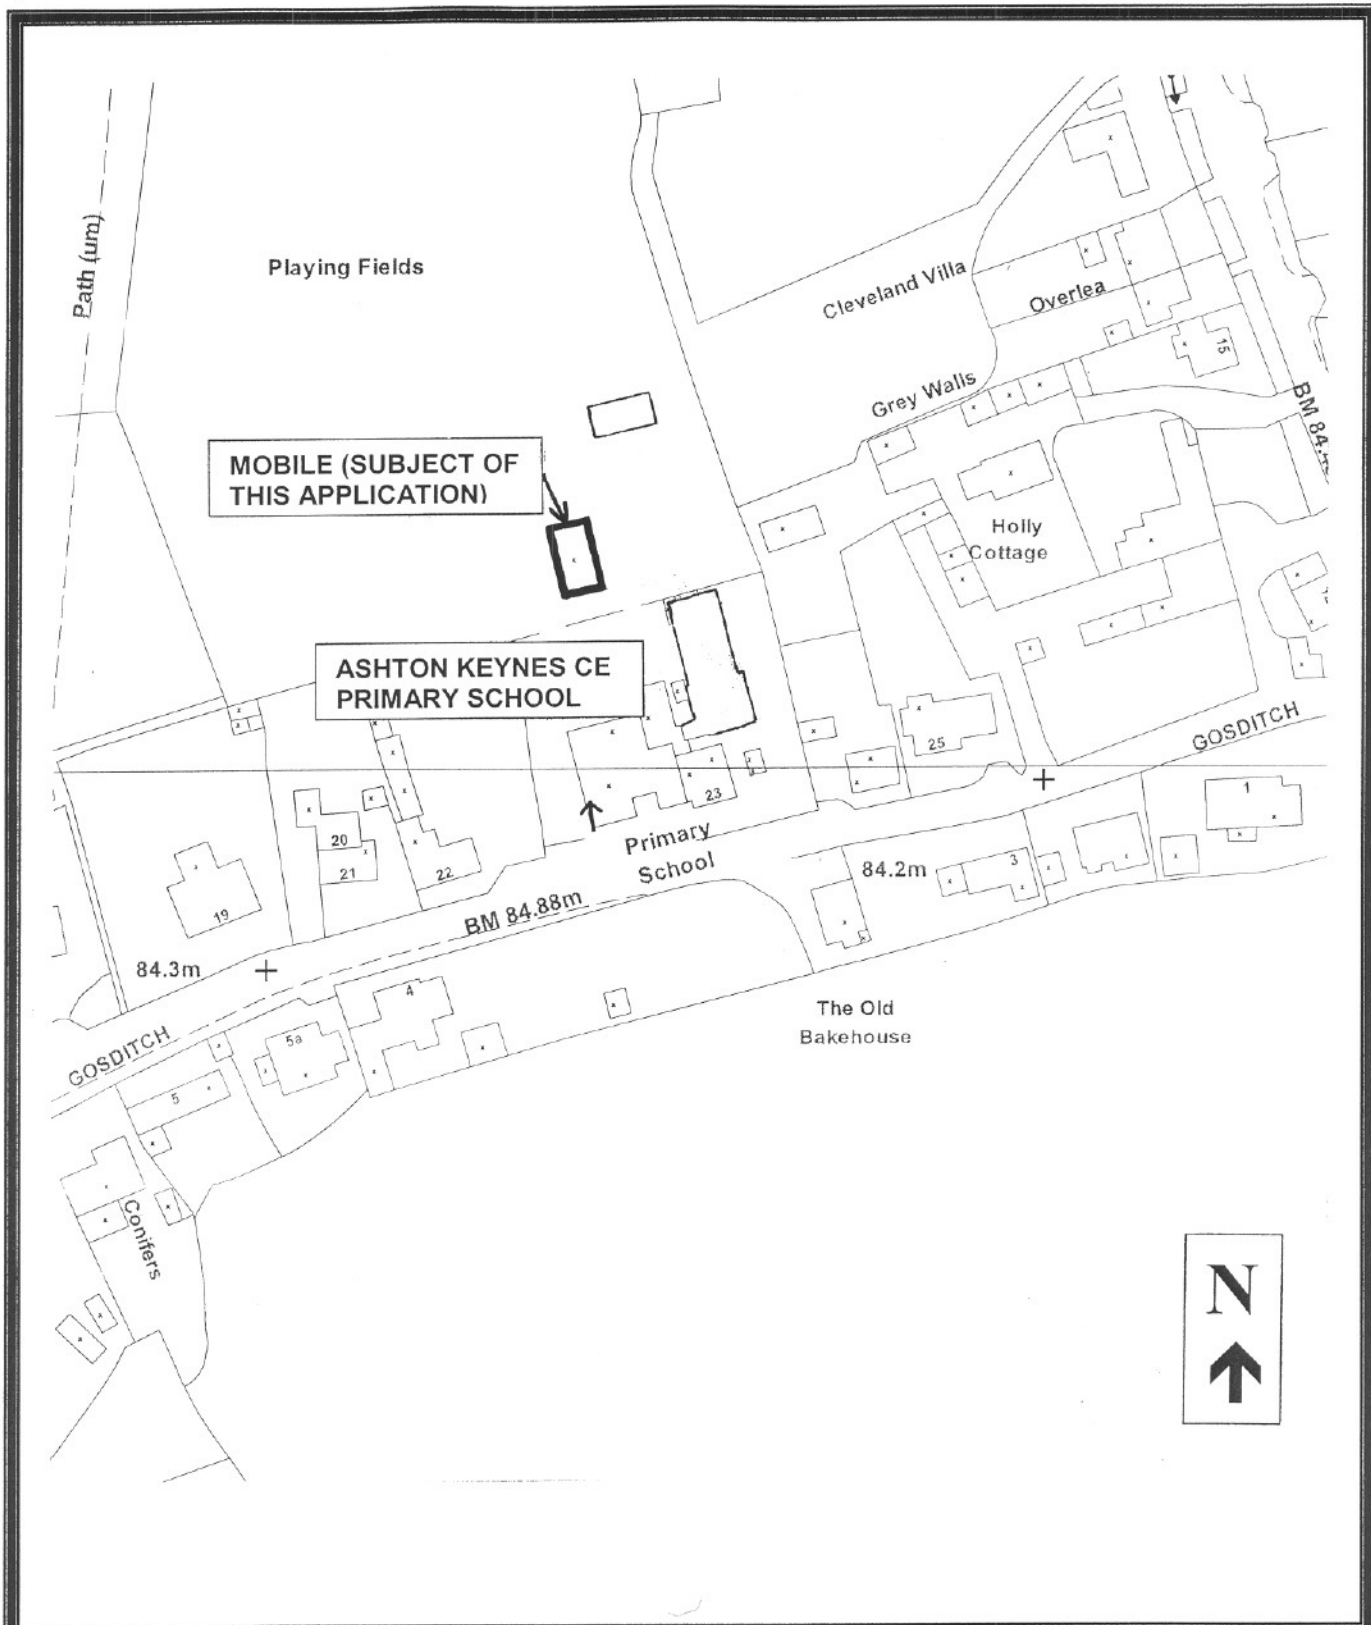 Path (um)
Playing Fields
Cleveland Villa
Overlea
15
Grey Walls
MOBILE (SUBJECT OF
THIS APPLICATION)
Holly
Cottage
ASHTON KEYNES CE
PRIMARY SCHOOL
25
GOSDITCH
23
1
20
21
22
Primary
School
84.2m
3
19
BM 84.88m
84.3m
4
The Old
Bakehouse
5a
GOSDITCH
5
Conifers
N